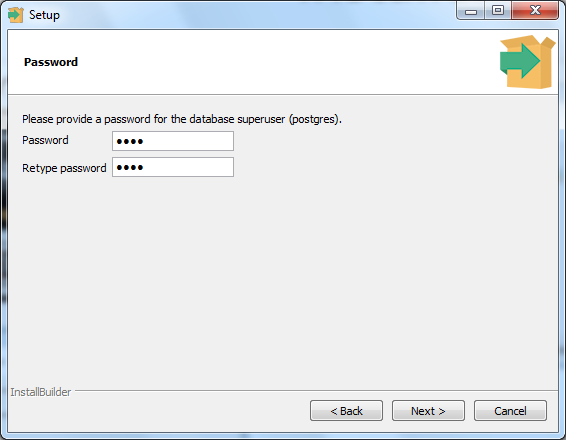 Setup
Password
Please provide a password for the database superuser (postgres).
Password ••••
Retype password ••••
InstallBuilder
< Back Next > Cancel